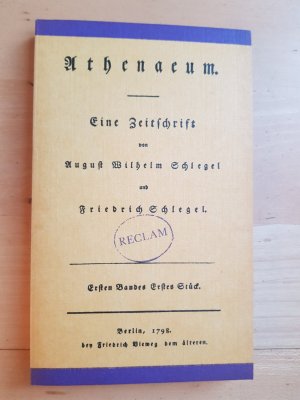 Athenaeum.
Eine Zeitſchrift
von
Auguſt Wilhelm Schlegel
und
Friedrich Schlegel.
RECLAM
Erſten Bandes Erſtes Stück.
Berlin, 1798.
bey Friedrich Vieweg dem älteren.